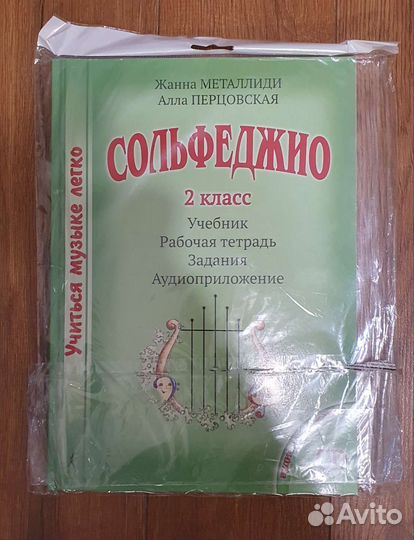 Жанна МЕТАЛЛИДИ
Алла ПЕРЦОВСКАЯ
СОЛЬФЕДЖИО
2 класс
Учебник
Рабочая тетрадь
Задания
Аудиоприложение
Учиться музыке легко
Avito